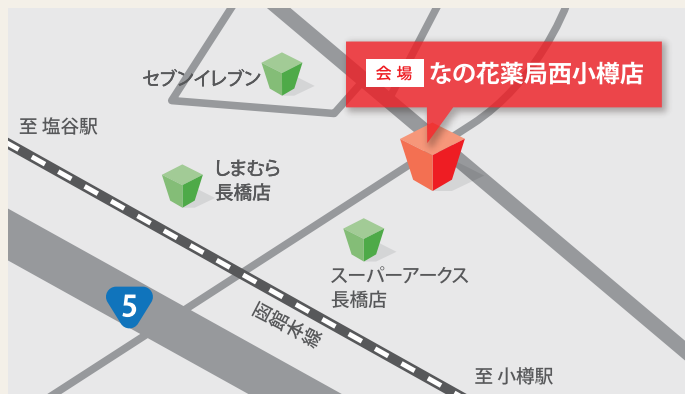 会場 なの花薬局西小樽店
セブンイレブン
至 塩谷駅
しまむら
長橋店
スーパーアークス
長橋店
5
函館本線
至 小樽駅